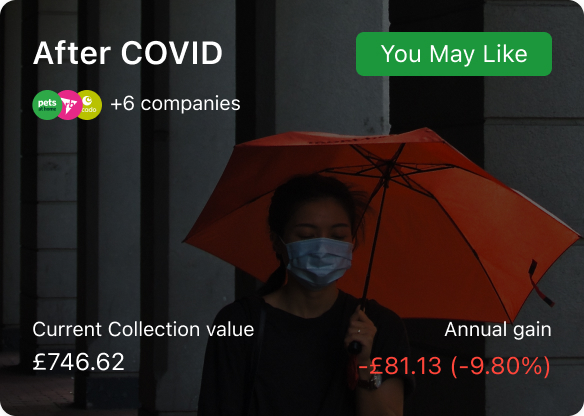 After COVID
You May Like
pets
at home
+6 companies
Current Collection value
Annual gain
£746.62
-£81.13 (-9.80%)